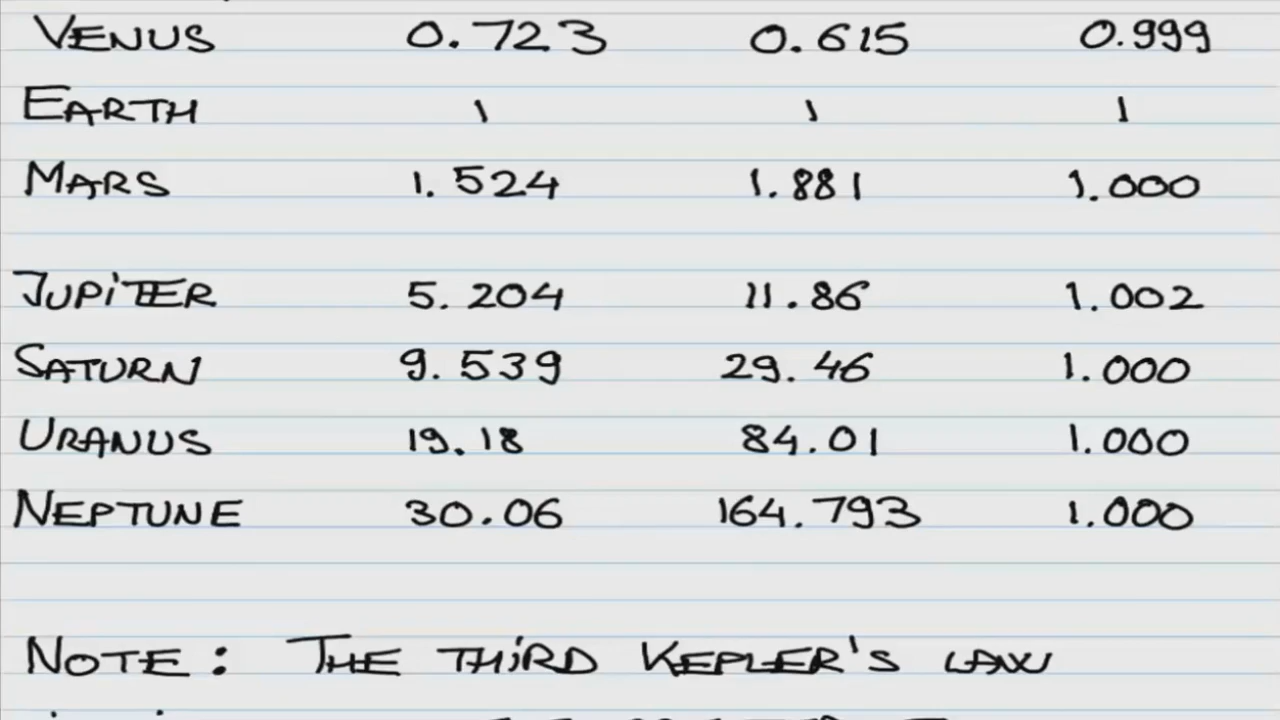 VENUS 0.723 0.615 0.999
EARTH 1 1 1
MARS 1.524 1.881 1.000
JUPITER 5.204 11.86 1.002
SATURN 9.539 29.46 1.000
URANUS 19.18 84.01 1.000
NEPTUNE 30.06 164.793 1.000
NOTE: THE THIRD KEPLER'S LAW